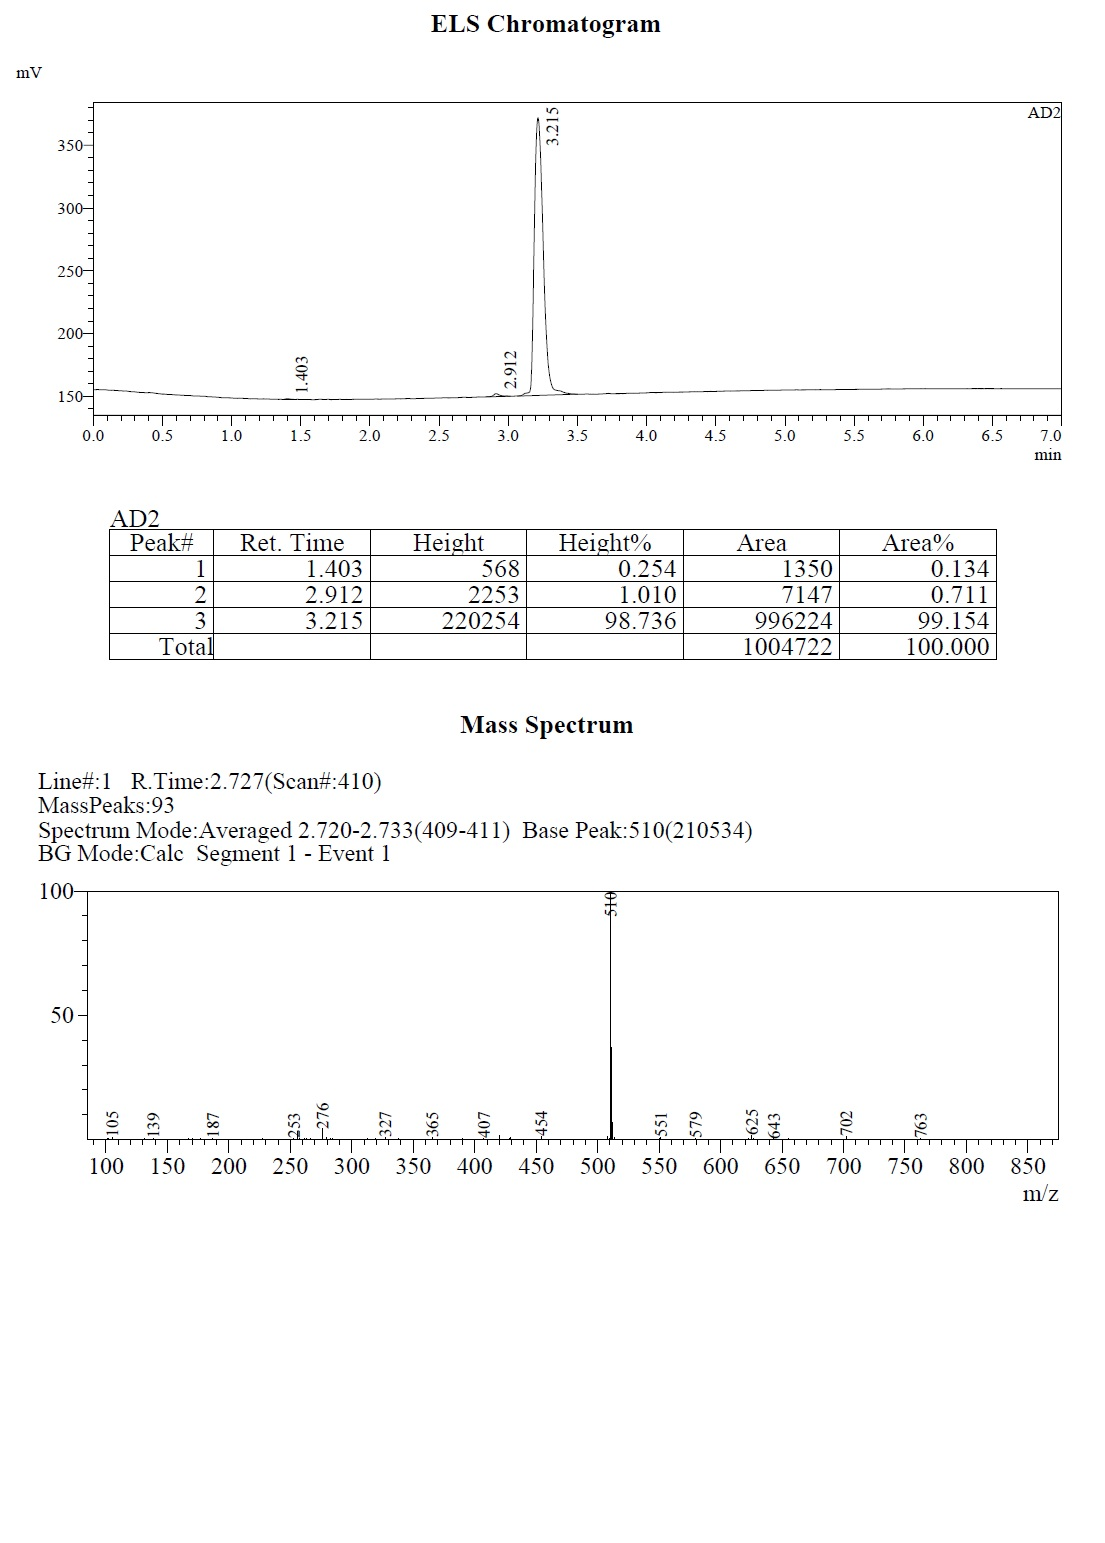 ELS Chromatogram
mV
AD2
3.215
2.912
1.403
350
300
250
200
150
0.0 0.5 1.0 1.5 2.0 2.5 3.0 3.5 4.0 4.5 5.0 5.5 6.0 6.5 7.0
min
AD2
Peak# Ret. Time Height Height% Area Area%
1 1.403 568 0.254 1350 0.134
2 2.912 2253 1.010 7147 0.711
3 3.215 220254 98.736 996224 99.154
Total 1004722 100.000
Mass Spectrum
Line#:1 R.Time:2.727(Scan#:410)
MassPeaks:93
Spectrum Mode:Averaged 2.720-2.733(409-411) Base Peak:510(210534)
BG Mode:Calc Segment 1 - Event 1
100
50
510
105 139 187 253 276 327 365 407 454 551 579 625 643 702 763
100 150 200 250 300 350 400 450 500 550 600 650 700 750 800 850
m/z